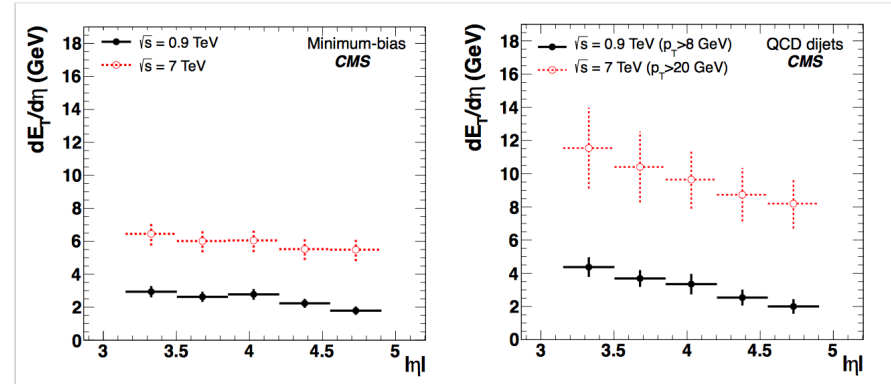 dE_T/dη (GeV)
18
16
14
12
10
8
6
4
2
0
√s = 0.9 TeV
√s = 7 TeV
Minimum-bias
CMS
3
3.5
4
4.5
5
|η|
dE_T/dη (GeV)
18
16
14
12
10
8
6
4
2
0
√s = 0.9 TeV (p_T>8 GeV)
√s = 7 TeV (p_T>20 GeV)
QCD dijets
CMS
3
3.5
4
4.5
5
|η|